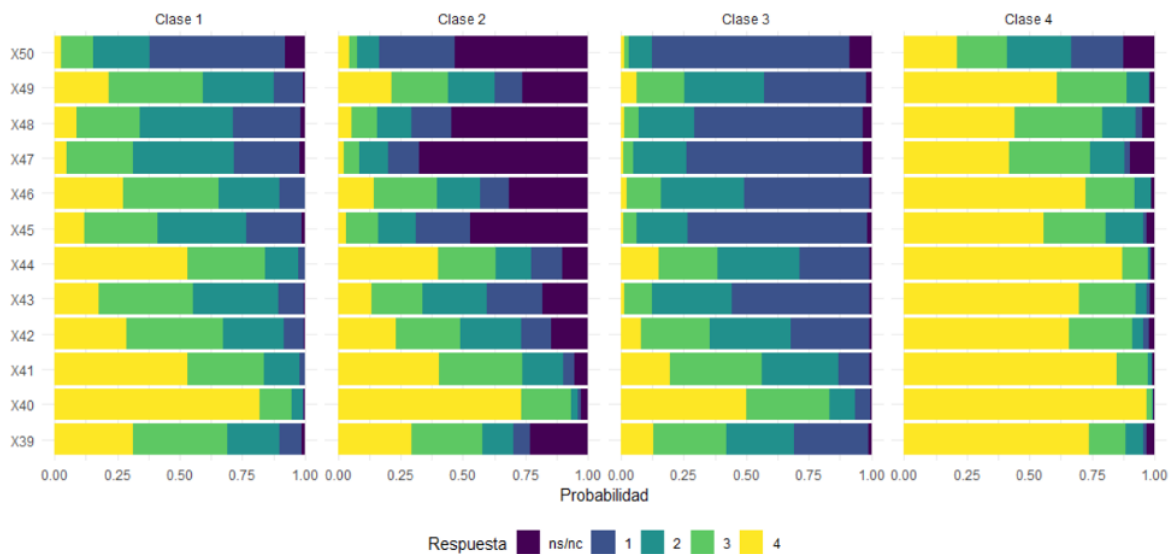 Clase 1 Clase 2 Clase 3 Clase 4
X50
X49
X48
X47
X46
X45
X44
X43
X42
X41
X40
X39
0.00 0.25 0.50 0.75 1.00 0.00 0.25 0.50 0.75 1.00 0.00 0.25 0.50 0.75 1.00 0.00 0.25 0.50 0.75 1.00
Probabilidad
Respuesta ns/nc 1 2 3 4